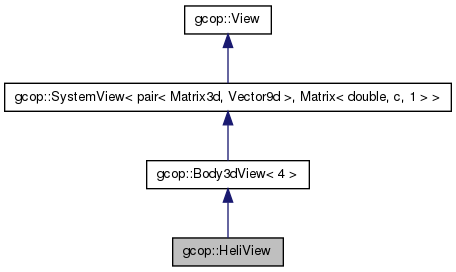 gcop::View
gcop::SystemView< pair< Matrix3d, Vector9d >, Matrix< double, c, 1 > >
gcop::Body3dView< 4 >
gcop::HeliView